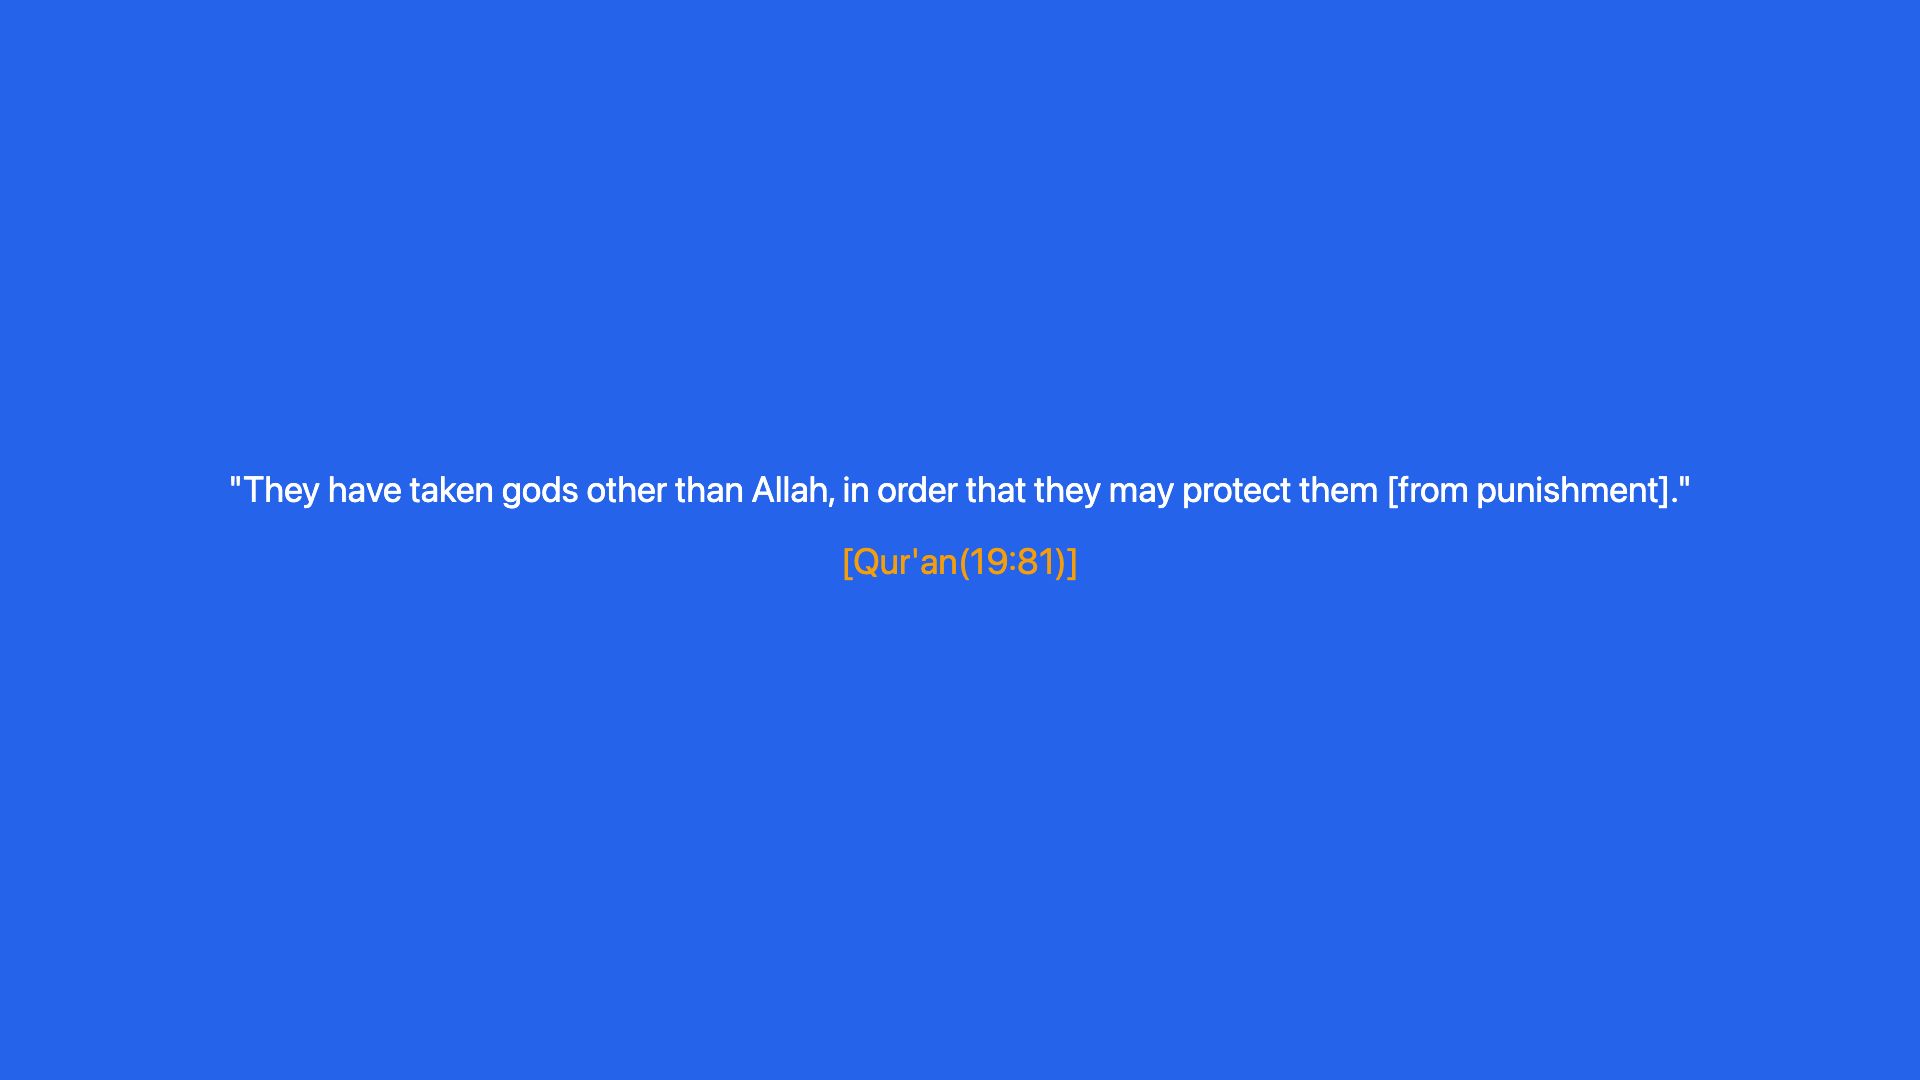 "They have taken gods other than Allah, in order that they may protect them [from punishment]."
[Qur'an(19:81)]